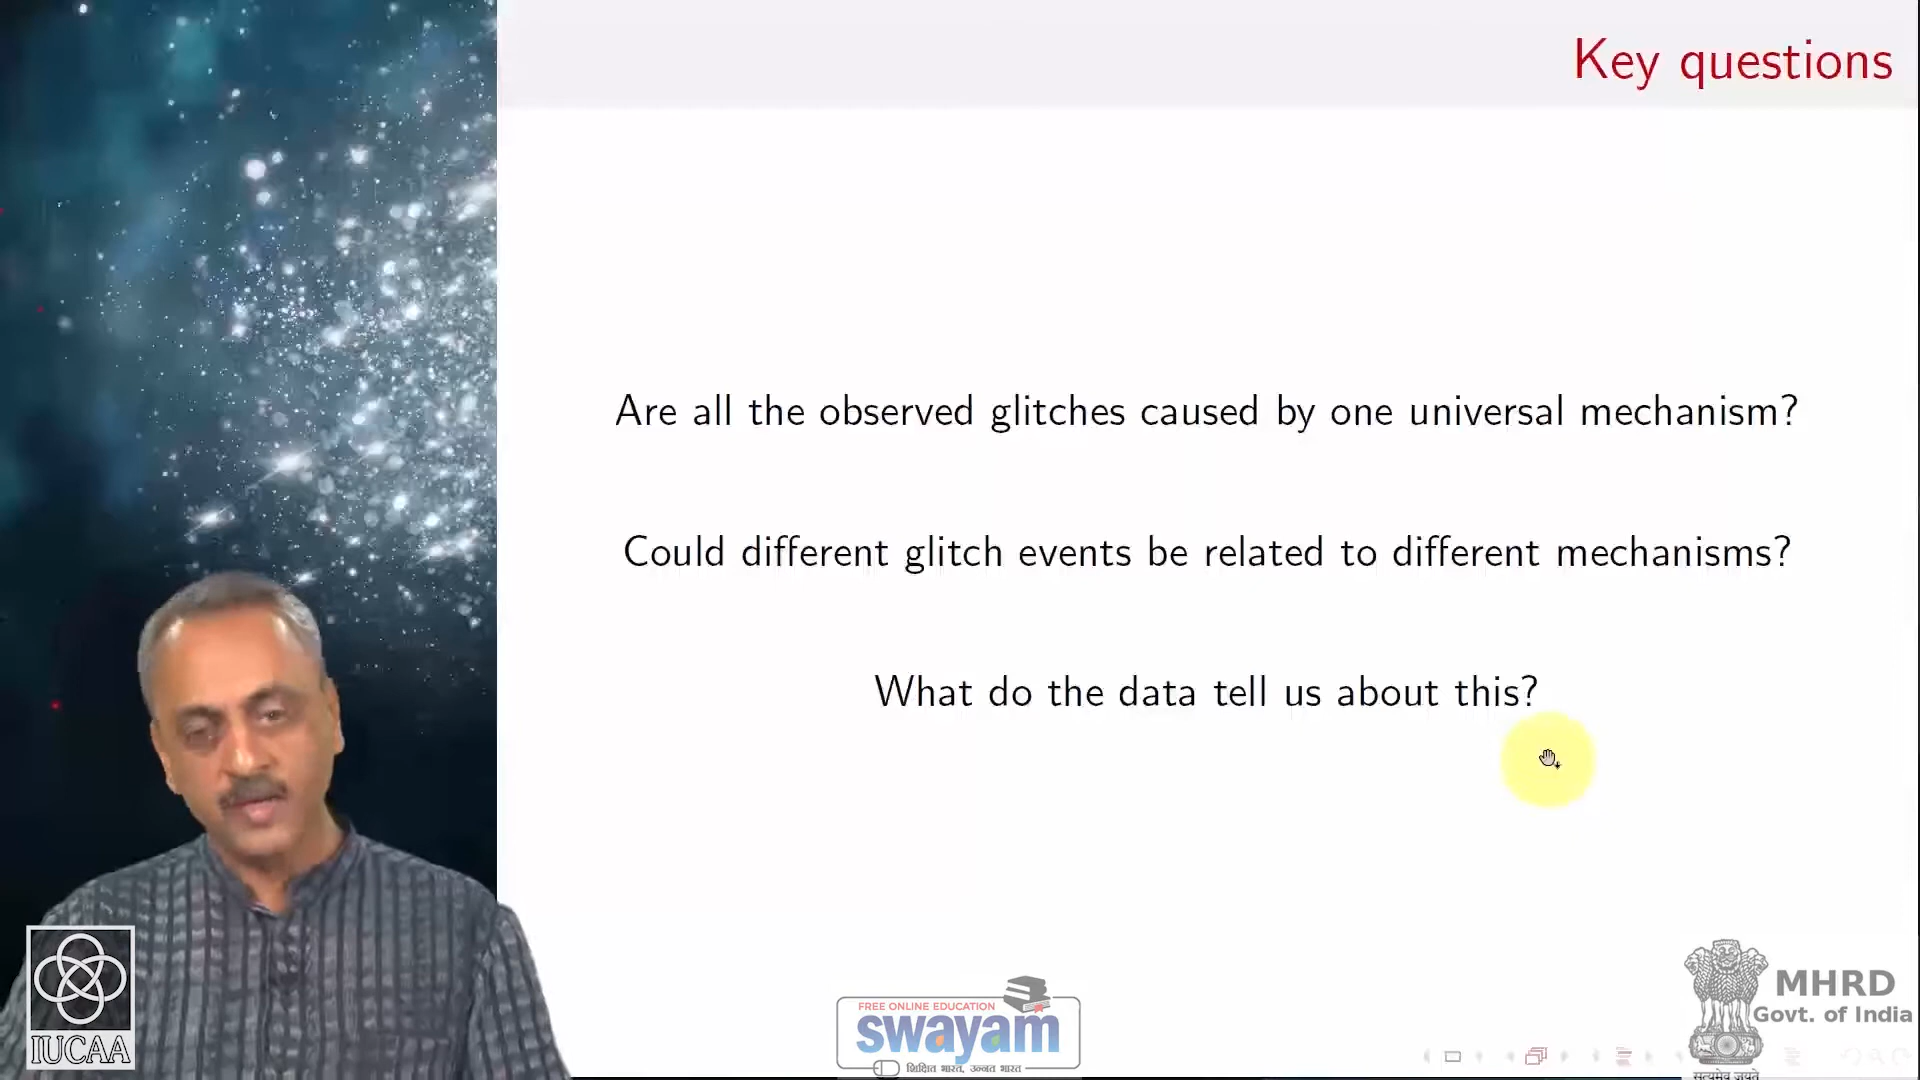 Key questions
Are all the observed glitches caused by one universal mechanism?
Could different glitch events be related to different mechanisms?
What do the data tell us about this?
IUCAA
FREE ONLINE EDUCATION
swayam
शिक्षित भारत, उन्नत भारत
MHRD
Govt. of India
सत्यमेव जयते